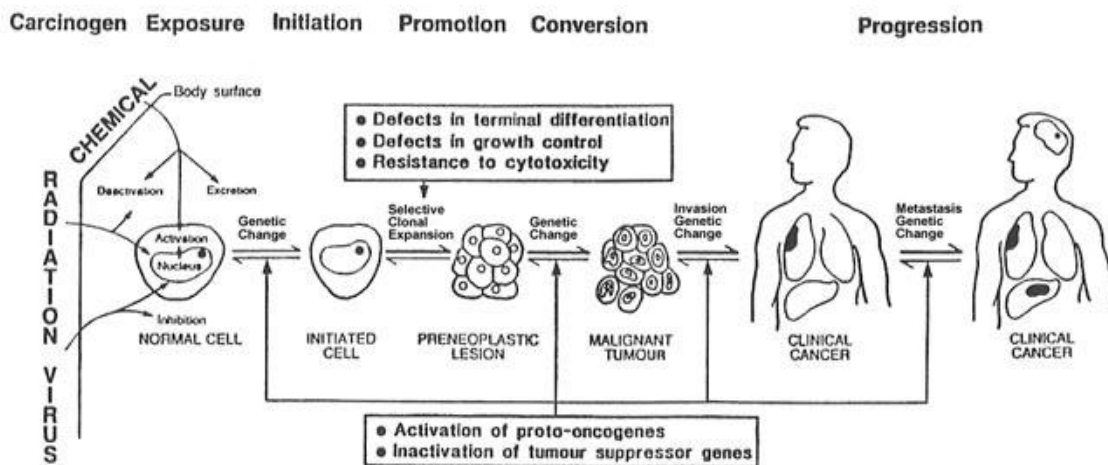 Carcinogen Exposure Initiation Promotion Conversion Progression
CHEMICAL
Body surface
RADIATION VIRUS
Deactivation
Excretion
Activation
Nucleus
Inhibition
NORMAL CELL
Genetic
Change
INITIATED
CELL
● Defects in terminal differentiation
● Defects in growth control
● Resistance to cytotoxicity
Selective
Clonal
Expansion
PRENEOPLASTIC
LESION
Genetic
Change
MALIGNANT
TUMOUR
Invasion
Genetic
Change
CLINICAL
CANCER
Metastasis
Genetic
Change
CLINICAL
CANCER
● Activation of proto-oncogenes
● Inactivation of tumour suppressor genes